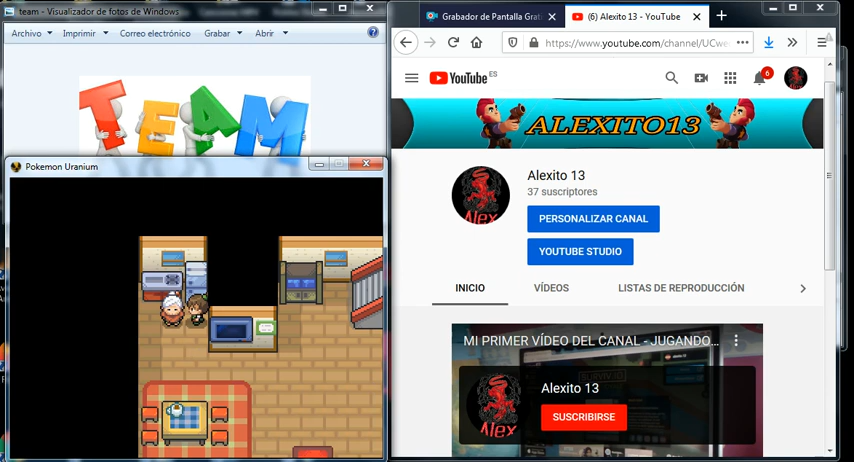 team - Visualizador de fotos de Windows
Archivo Imprimir Correo electrónico Grabar Abrir
TEAM
Pokemon Uranium
Grabador de Pantalla Grati
(6) Alexito 13 - YouTube
https://www.youtube.com/channel/UCwe
YouTube ES
6
ALEXITO13
Alex
Alexito 13
37 suscriptores
PERSONALIZAR CANAL
YOUTUBE STUDIO
INICIO VÍDEOS LISTAS DE REPRODUCCIÓN
MI PRIMER VÍDEO DEL CANAL - JUGANDO...
Alex
Alexito 13
SUSCRIBIRSE